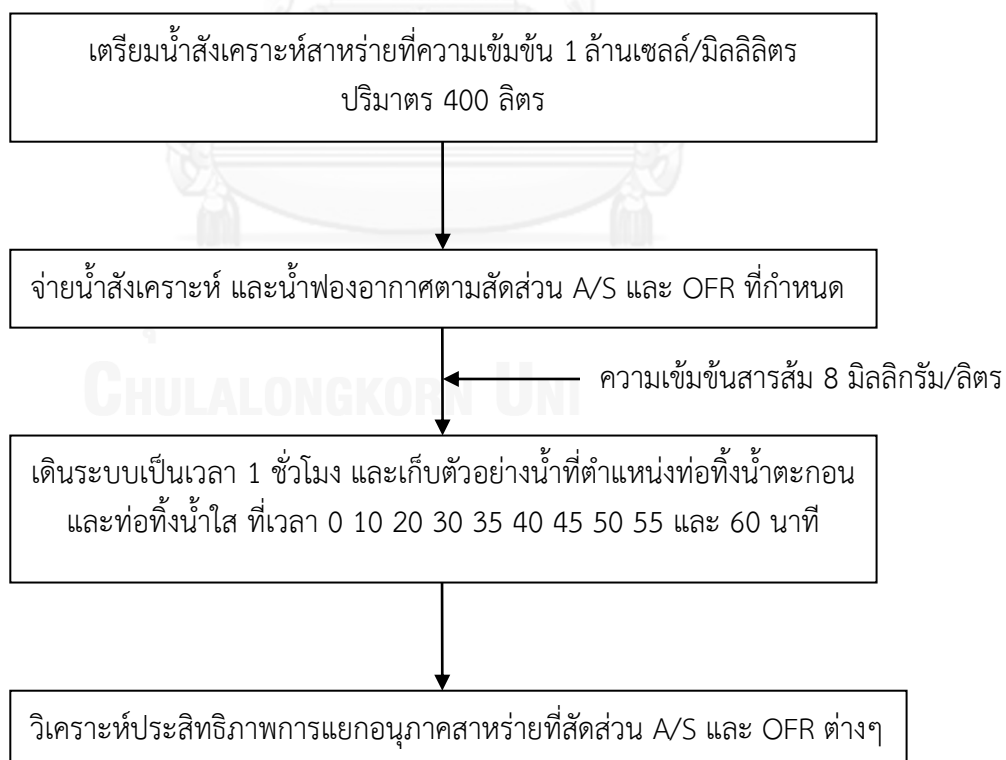 เตรียมน้ำสังเคราะห์สาหร่ายที่ความเข้มข้น 1 ล้านเซลล์/มิลลิลิตร
ปริมาตร 400 ลิตร
จ่ายน้ำสังเคราะห์ และน้ำฟองอากาศตามสัดส่วน A/S และ OFR ที่กำหนด
CHULALONGKORN UNI
ความเข้มข้นสารส้ม 8 มิลลิกรัม/ลิตร
เดินระบบเป็นเวลา 1 ชั่วโมง และเก็บตัวอย่างน้ำที่ตำแหน่งท่อทิ้งน้ำตะกอน
และท่อทิ้งน้ำใส ที่เวลา 0 10 20 30 35 40 45 50 55 และ 60 นาที
วิเคราะห์ประสิทธิภาพการแยกอนุภาคสาหร่ายที่สัดส่วน A/S และ OFR ต่างๆ